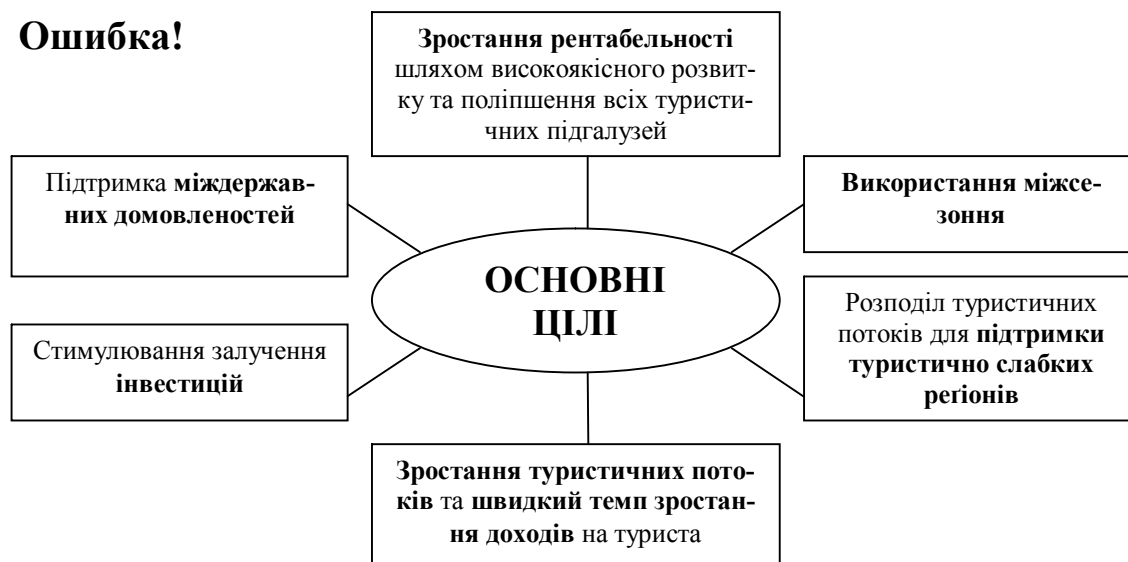 Ошибка!
Зростання рентабельності
шляхом високоякісного розвит-
ку та поліпшення всіх туристи-
чних підгалузей
Підтримка міждержав-
них домовленостей
Використання міжсе-
зоння
ОСНОВНІ
ЦІЛІ
Стимулювання залучення
інвестицій
Розподіл туристичних
потоків для підтримки
туристично слабких
регіонів
Зростання туристичних пото-
ків та швидкий темп зростан-
ня доходів на туриста